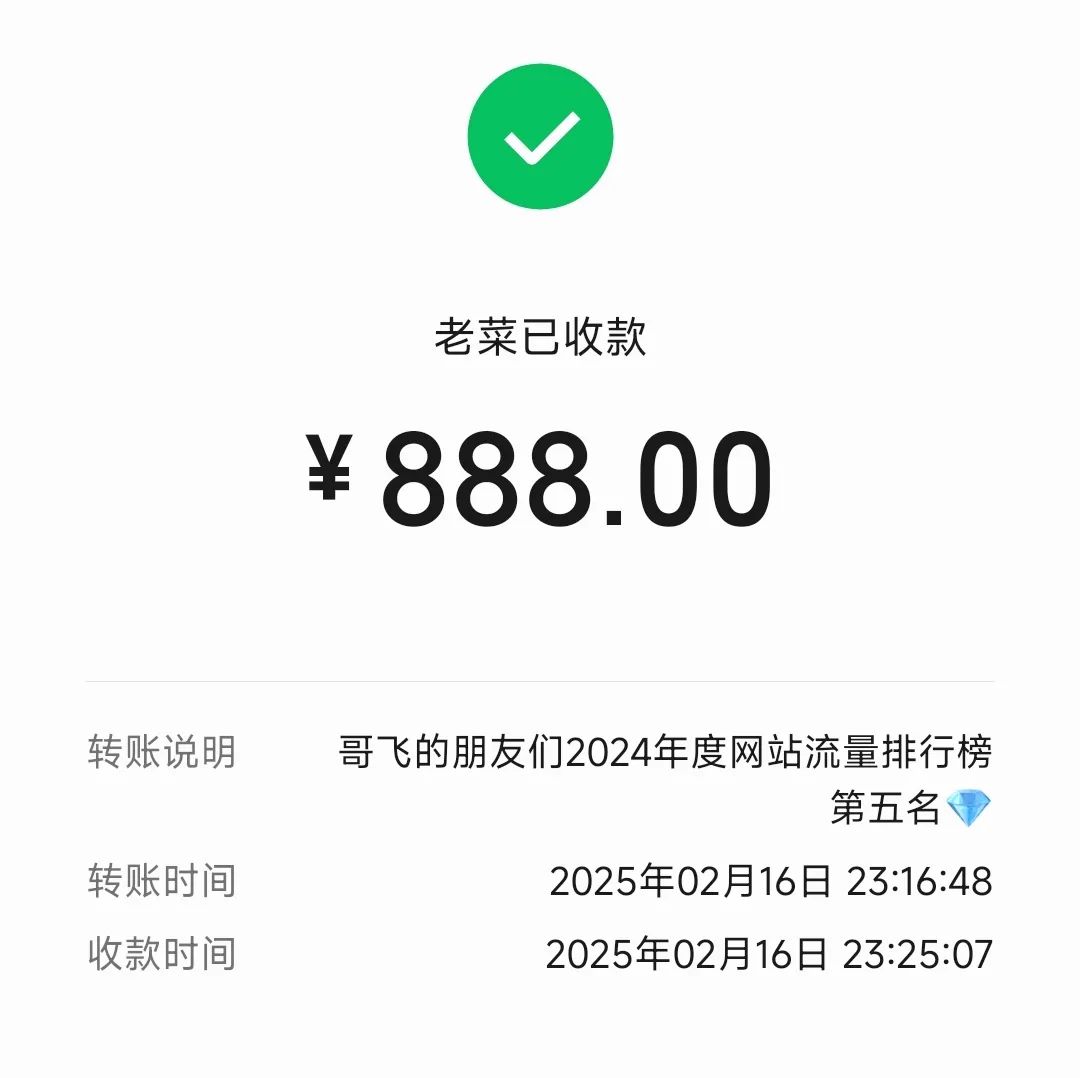 老菜已收款
¥888.00
转账说明 哥飞的朋友们2024年度网站流量排行榜
第五名💎
转账时间 2025年02月16日 23:16:48
收款时间 2025年02月16日 23:25:07